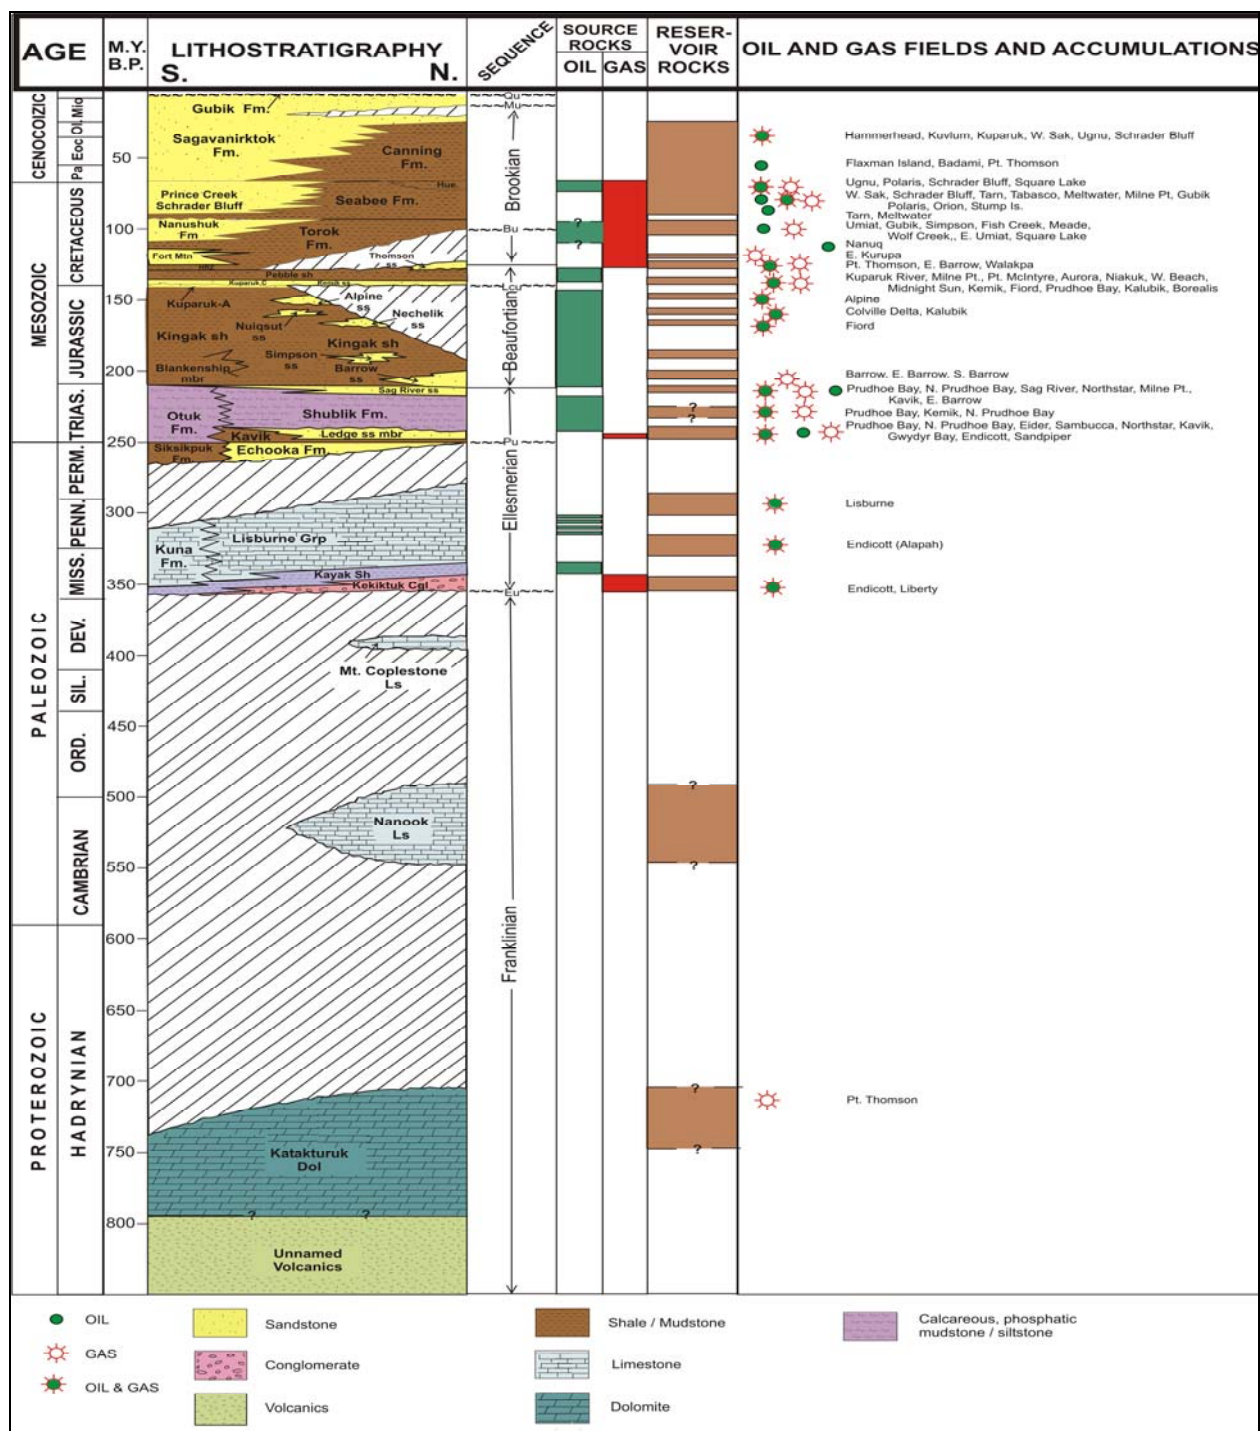 AGE
M.Y.
B.P.
LITHOSTRATIGRAPHY
S. N.
SEQUENCE
SOURCE
ROCKS
OIL GAS
RESER-
VOIR
ROCKS
OIL AND GAS FIELDS AND ACCUMULATIONS
CENOCOIZIC
Mio
Ol.
Eoc
Pa
MESOZOIC
CRETACEOUS
JURASSIC
TRIAS.
PALEOZOIC
PERM.
PENN.
MISS.
DEV.
SIL.
ORD.
CAMBRIAN
PROTEROZOIC
HADRYNIAN
50
100
150
200
250
300
350
400
450
500
550
600
650
700
750
800
Gubik Fm.
Sagavanirktok
Fm.
Canning
Fm.
Hue
Prince Creek
Schrader Bluff
Seabee Fm.
Nanushuk
Fm
Torok
Fm.
Fort Mtn
Thomson
ss
Pebble sh
Kuparuk C
Kemik ss
Kuparuk-A
Alpine
ss
Nuiqsut
ss
Nechelik
ss
Kingak sh
Kingak sh
Simpson
ss
Barrow
ss
Blankenship
mbr
Sag River ss
Otuk
Fm.
Shublik Fm.
Kavik
Ledge ss mbr
Siksikpuk
Fm.
Echooka Fm.
Kuna
Fm.
Lisburne Grp
Kayak Sh
Kekiktuk Cgl
Mt. Coplestone
Ls
Nanook
Ls
Katakturuk
Dol
? ?
Unnamed
Volcanics
Qu
Mu
Brookian
Bu
Lcu
Beaufortian
Ellesmerian
Pu
Eu
Franklinian
?
?
?
?
?
?
?
?
Hammerhead, Kuvlum, Kuparuk, W. Sak, Ugnu, Schrader Bluff
Flaxman Island, Badami, Pt. Thomson
Ugnu, Polaris, Schrader Bluff, Square Lake
W. Sak, Schrader Bluff, Tarn, Tabasco, Meltwater, Milne Pt, Gubik
Polaris, Orion, Stump Is.
Tarn, Meltwater
Umiat, Gubik, Simpson, Fish Creek, Meade,
Wolf Creek,, E. Umiat, Square Lake
Nanuq
E. Kurupa
Pt. Thomson, E. Barrow, Walakpa
Kuparuk River, Milne Pt., Pt. McIntyre, Aurora, Niakuk, W. Beach,
Midnight Sun, Kemik, Fiord, Prudhoe Bay, Kalubik, Borealis
Alpine
Colville Delta, Kalubik
Fiord
Barrow. E. Barrow. S. Barrow
Prudhoe Bay, N. Prudhoe Bay, Sag River, Northstar, Milne Pt.,
Kavik, E. Barrow
Prudhoe Bay, Kemik, N. Prudhoe Bay
Prudhoe Bay, N. Prudhoe Bay, Eider, Sambucca, Northstar, Kavik,
Gwydyr Bay, Endicott, Sandpiper
Lisburne
Endicott (Alapah)
Endicott, Liberty
Pt. Thomson
OIL
GAS
OIL & GAS
Sandstone
Conglomerate
Volcanics
Shale / Mudstone
Limestone
Dolomite
Calcareous, phosphatic
mudstone / siltstone